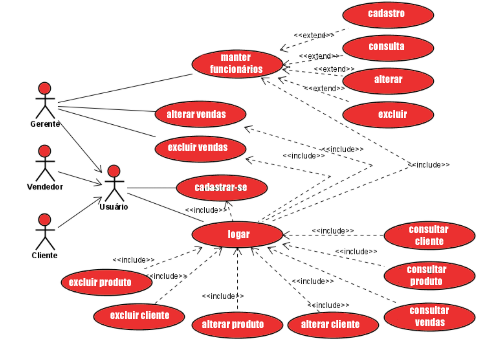 cadastro
<<extend>>
manter
funcionários
<<extend>>
consulta
<<extend>>
alterar
<<extend>>
excluir
Gerente
alterar vendas
excluir vendas
<<include>>
<<include>>
<<include>>
Vendedor
Usuário
cadastrar-se
<<include>>
Cliente
logar
<<include>>
consultar
cliente
<<include>>
<<include>>
<<include>>
consultar
produto
excluir produto
<<include>>
<<include>>
<<include>>
excluir cliente
alterar produto
alterar cliente
consultar
vendas